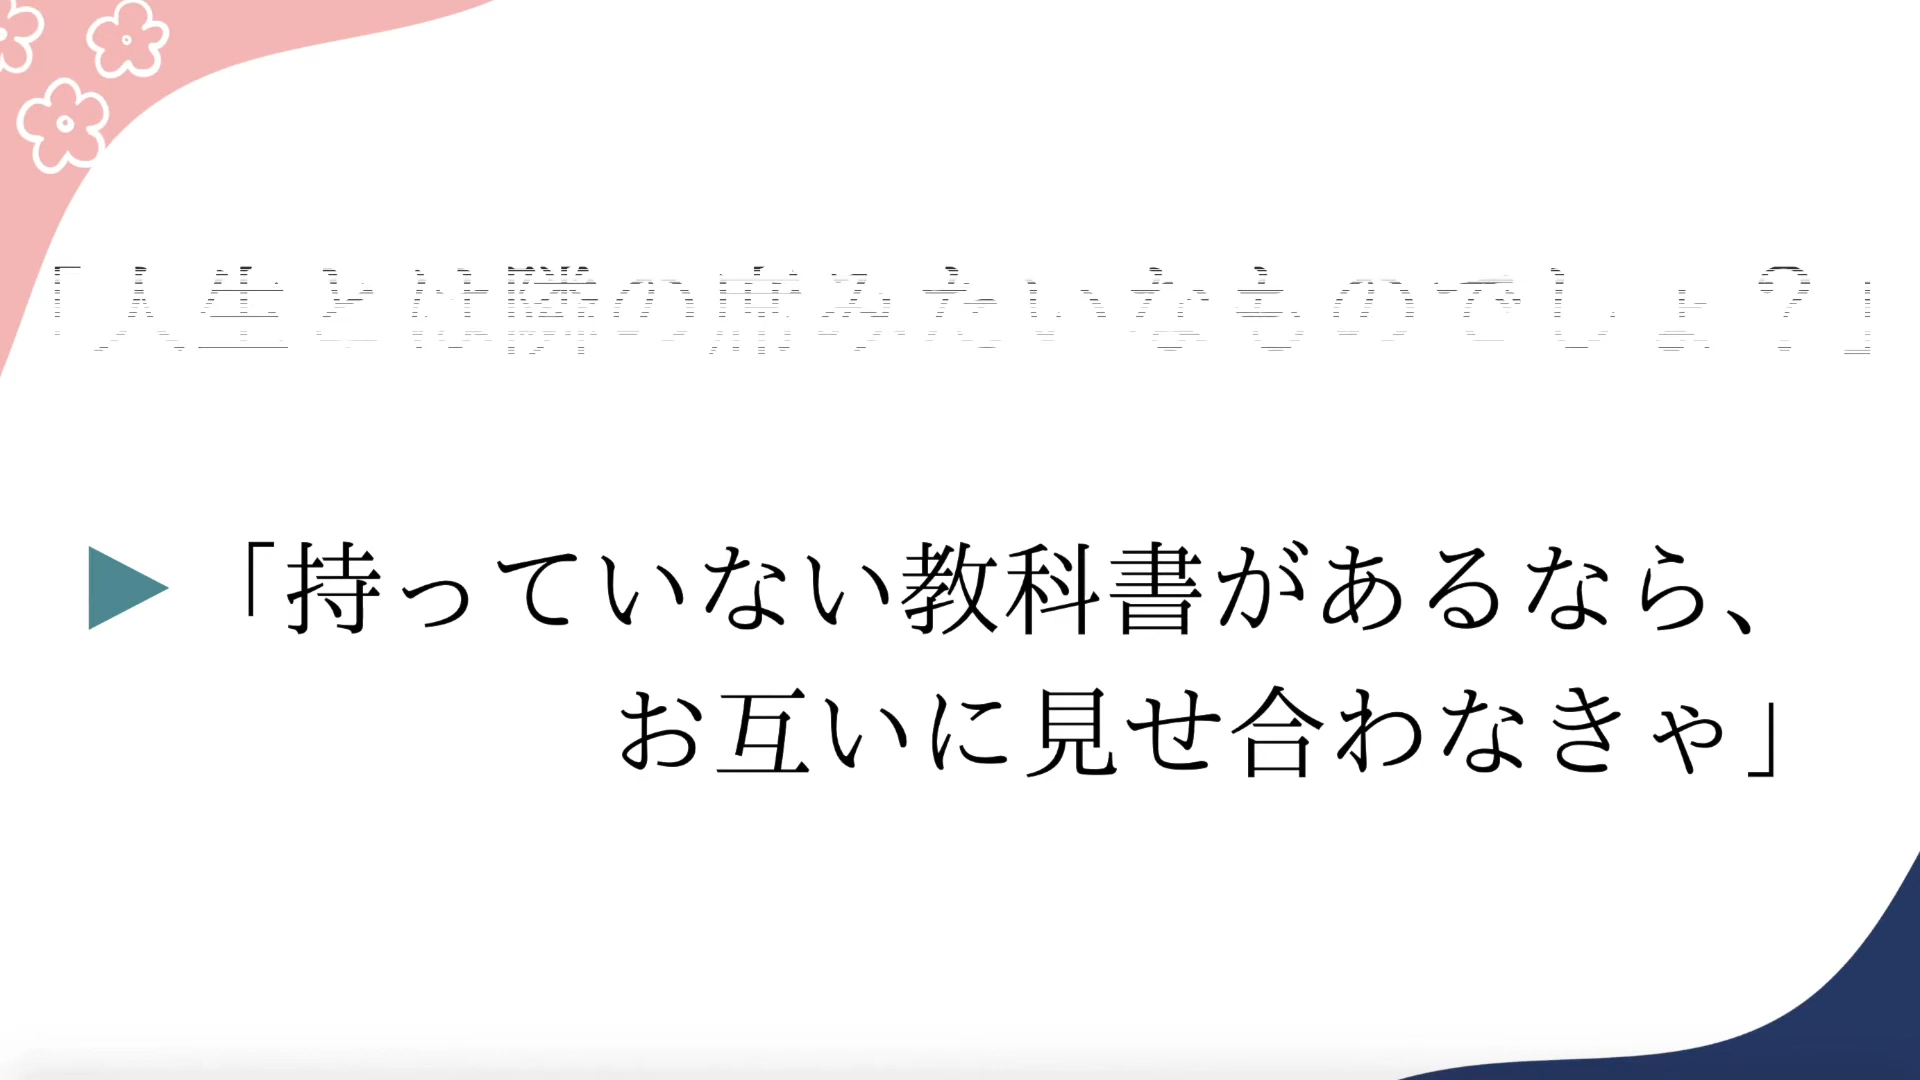 「人生とは隣の席みたいなものでしょ？」
「持っていない教科書があるなら、
お互いに見せ合わなきゃ」